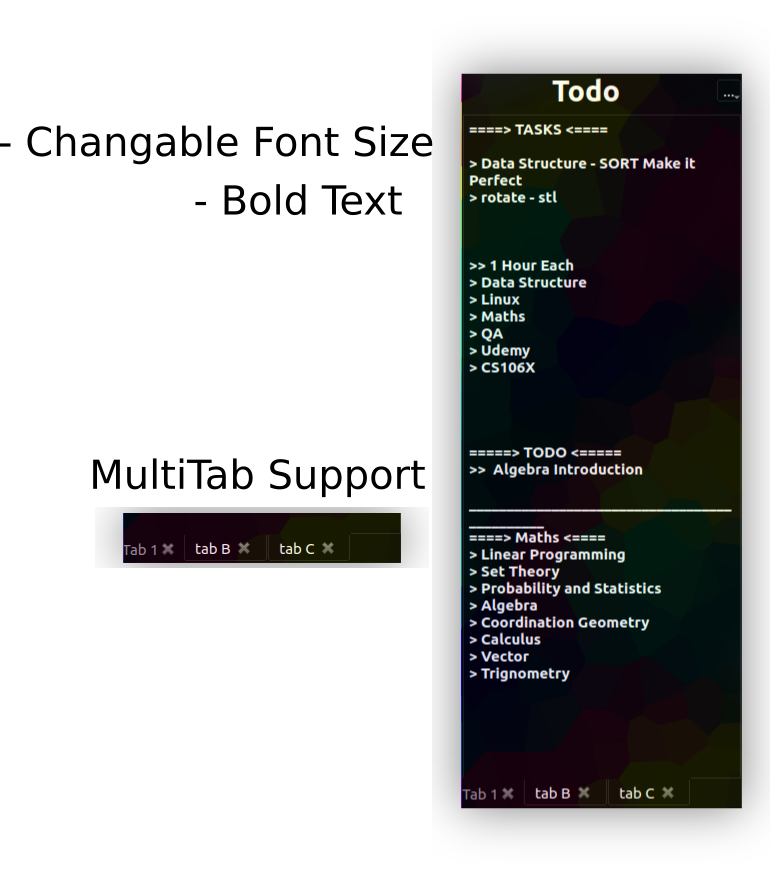 - Changable Font Size
- Bold Text
MultiTab Support
Tab 1 ✖ tab B ✖ tab C ✖
Todo
...
====> TASKS <====
> Data Structure - SORT Make it
Perfect
> rotate - stl
>> 1 Hour Each
> Data Structure
> Linux
> Maths
> QA
> Udemy
> CS106X
=====> TODO <=====
>>  Algebra Introduction
___________________________________
__________
====> Maths <====
> Linear Programming
> Set Theory
> Probability and Statistics
> Algebra
> Coordination Geometry
> Calculus
> Vector
> Trignometry
Tab 1 ✖ tab B ✖ tab C ✖